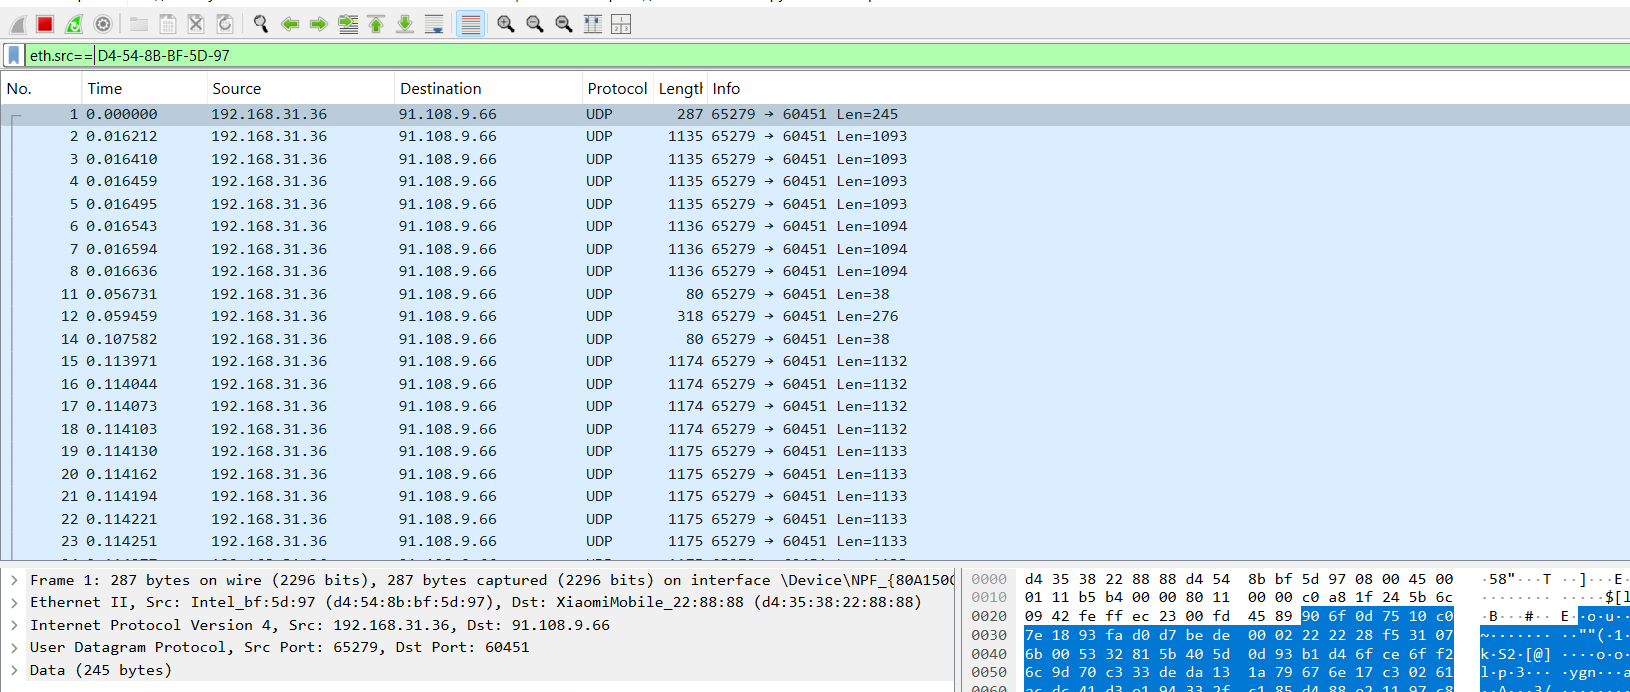 eth.src==D4-54-8B-BF-5D-97
No. Time Source Destination Protocol Length Info
1 0.000000 192.168.31.36 91.108.9.66 UDP 287 65279 → 60451 Len=245
2 0.016212 192.168.31.36 91.108.9.66 UDP 1135 65279 → 60451 Len=1093
3 0.016410 192.168.31.36 91.108.9.66 UDP 1135 65279 → 60451 Len=1093
4 0.016459 192.168.31.36 91.108.9.66 UDP 1135 65279 → 60451 Len=1093
5 0.016495 192.168.31.36 91.108.9.66 UDP 1135 65279 → 60451 Len=1093
6 0.016543 192.168.31.36 91.108.9.66 UDP 1136 65279 → 60451 Len=1094
7 0.016594 192.168.31.36 91.108.9.66 UDP 1136 65279 → 60451 Len=1094
8 0.016636 192.168.31.36 91.108.9.66 UDP 1136 65279 → 60451 Len=1094
11 0.056731 192.168.31.36 91.108.9.66 UDP 80 65279 → 60451 Len=38
12 0.059459 192.168.31.36 91.108.9.66 UDP 318 65279 → 60451 Len=276
14 0.107582 192.168.31.36 91.108.9.66 UDP 80 65279 → 60451 Len=38
15 0.113971 192.168.31.36 91.108.9.66 UDP 1174 65279 → 60451 Len=1132
16 0.114044 192.168.31.36 91.108.9.66 UDP 1174 65279 → 60451 Len=1132
17 0.114073 192.168.31.36 91.108.9.66 UDP 1174 65279 → 60451 Len=1132
18 0.114103 192.168.31.36 91.108.9.66 UDP 1174 65279 → 60451 Len=1132
19 0.114130 192.168.31.36 91.108.9.66 UDP 1175 65279 → 60451 Len=1133
20 0.114162 192.168.31.36 91.108.9.66 UDP 1175 65279 → 60451 Len=1133
21 0.114194 192.168.31.36 91.108.9.66 UDP 1175 65279 → 60451 Len=1133
22 0.114221 192.168.31.36 91.108.9.66 UDP 1175 65279 → 60451 Len=1133
23 0.114251 192.168.31.36 91.108.9.66 UDP 1175 65279 → 60451 Len=1133
Frame 1: 287 bytes on wire (2296 bits), 287 bytes captured (2296 bits) on interface \Device\NPF_{80A150C
Ethernet II, Src: Intel_bf:5d:97 (d4:54:8b:bf:5d:97), Dst: XiaomiMobile_22:88:88 (d4:35:38:22:88:88)
Internet Protocol Version 4, Src: 192.168.31.36, Dst: 91.108.9.66
User Datagram Protocol, Src Port: 65279, Dst Port: 60451
Data (245 bytes)
0000 d4 35 38 22 88 88 d4 54 8b bf 5d 97 08 00 45 00 ·58"···T ··]···E·
0010 01 11 b5 b4 00 00 80 11 00 00 c0 a8 1f 24 5b 6c ········ ·····$[l
0020 09 42 fe ff ec 23 00 fd 45 89 90 6f 0d 75 10 c0 ·B···#·· E··o·u··
0030 7e 18 93 fa d0 d7 be de 00 02 22 22 28 f5 31 07 ~······· ··""(·1·
0040 6b 00 53 32 81 5b 40 5d 0d 93 b1 d4 6f ce 6f f2 k·S2·[@] ····o·o·
0050 6c 9d 70 c3 33 de da 13 1a 79 67 6e 17 c3 02 61 l·p·3··· ·ygn···a